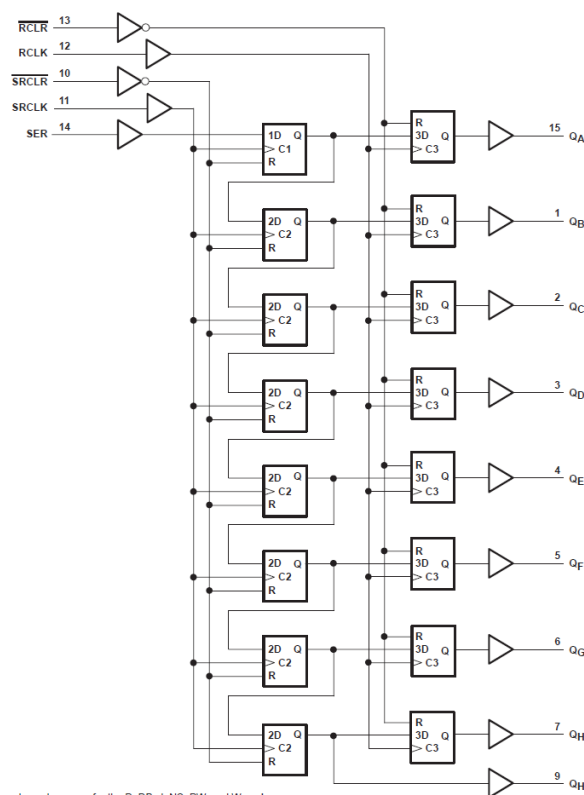 RCLR 13
RCLK 12
SRCLR 10
SRCLK 11
SER 14
1D Q
C1
R
R
3D Q
C3
15 QA
2D Q
C2
R
R
3D Q
C3
1 QB
2D Q
C2
R
R
3D Q
C3
2 QC
2D Q
C2
R
R
3D Q
C3
3 QD
2D Q
C2
R
R
3D Q
C3
4 QE
2D Q
C2
R
R
3D Q
C3
5 QF
2D Q
C2
R
R
3D Q
C3
6 QG
2D Q
C2
R
R
3D Q
C3
7 QH
9 QH